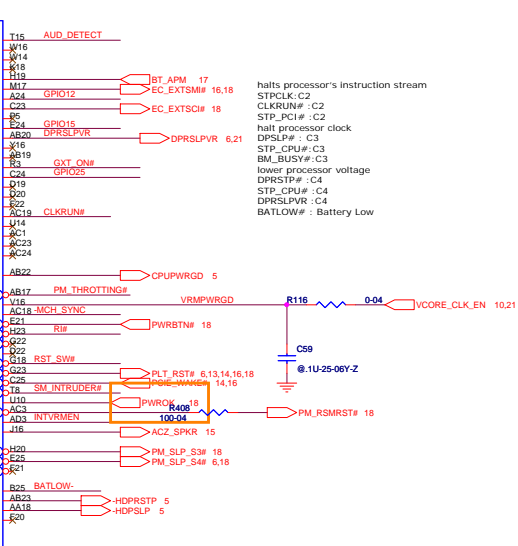 T15 AUD_DETECT
W16
W14
K18
H19 BT_APM 17
M17 EC_EXTSMI# 16,18
A24 GPIO12
C23 EC_EXTSCI# 18
P5
E24 GPIO15
AB20 DPRSLPVR DPRSLPVR 6,21
Y16
AB19
R3 GXT_ON#
C24 GPIO25
D19
D20
E22
AC19 CLKRUN#
U14
AC1
AC23
AC24
halts processor's instruction stream
STPCLK:C2
CLKRUN# :C2
STP_PCI# :C2
halt processor clock
DPSLP# : C3
STP_CPU#:C3
BM_BUSY#:C3
lower processor voltage
DPRSTP# :C4
STP_CPU# :C4
DPRSLPVR :C4
BATLOW# : Battery Low
AB22 CPUPWRGD 5
AB17 PM_THROTTING#
V16 VRMPWRGD R116 0-04 VCORE_CLK_EN 10,21
AC18 -MCH_SYNC
E21 PWRBTN# 18
H23 RI#
G22
D22
C59
@.1U-25-06Y-Z
G18 RST_SW#
G23 PLT_RST# 6,13,14,16,18
C25 PCIE_WAKE# 14,16
T8 SM_INTRUDER#
U10 PWROK 18
AC3 R408 100-04 PM_RSMRST# 18
AD3 INTVRMEN
J16 ACZ_SPKR 15
H20 PM_SLP_S3# 18
E25 PM_SLP_S4# 6,18
F21
B25 BATLOW-
AB23 -HDPRSTP 5
AA18 -HDPSLP 5
F20